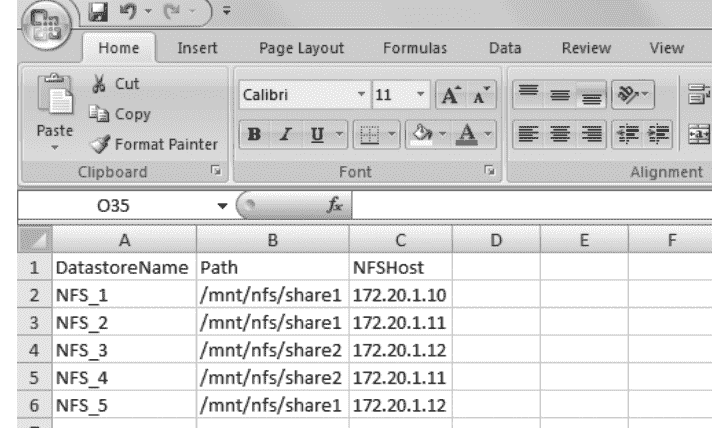 Home Insert Page Layout Formulas Data Review View
Cut
Copy
Paste
Format Painter
Clipboard
Calibri 11 A A
B I U A
Font
a
Alignment
O35 fx
A B C D E F
1 DatastoreName Path NFSHost
2 NFS_1 /mnt/nfs/share1 172.20.1.10
3 NFS_2 /mnt/nfs/share1 172.20.1.11
4 NFS_3 /mnt/nfs/share2 172.20.1.12
5 NFS_4 /mnt/nfs/share2 172.20.1.11
6 NFS_5 /mnt/nfs/share1 172.20.1.12